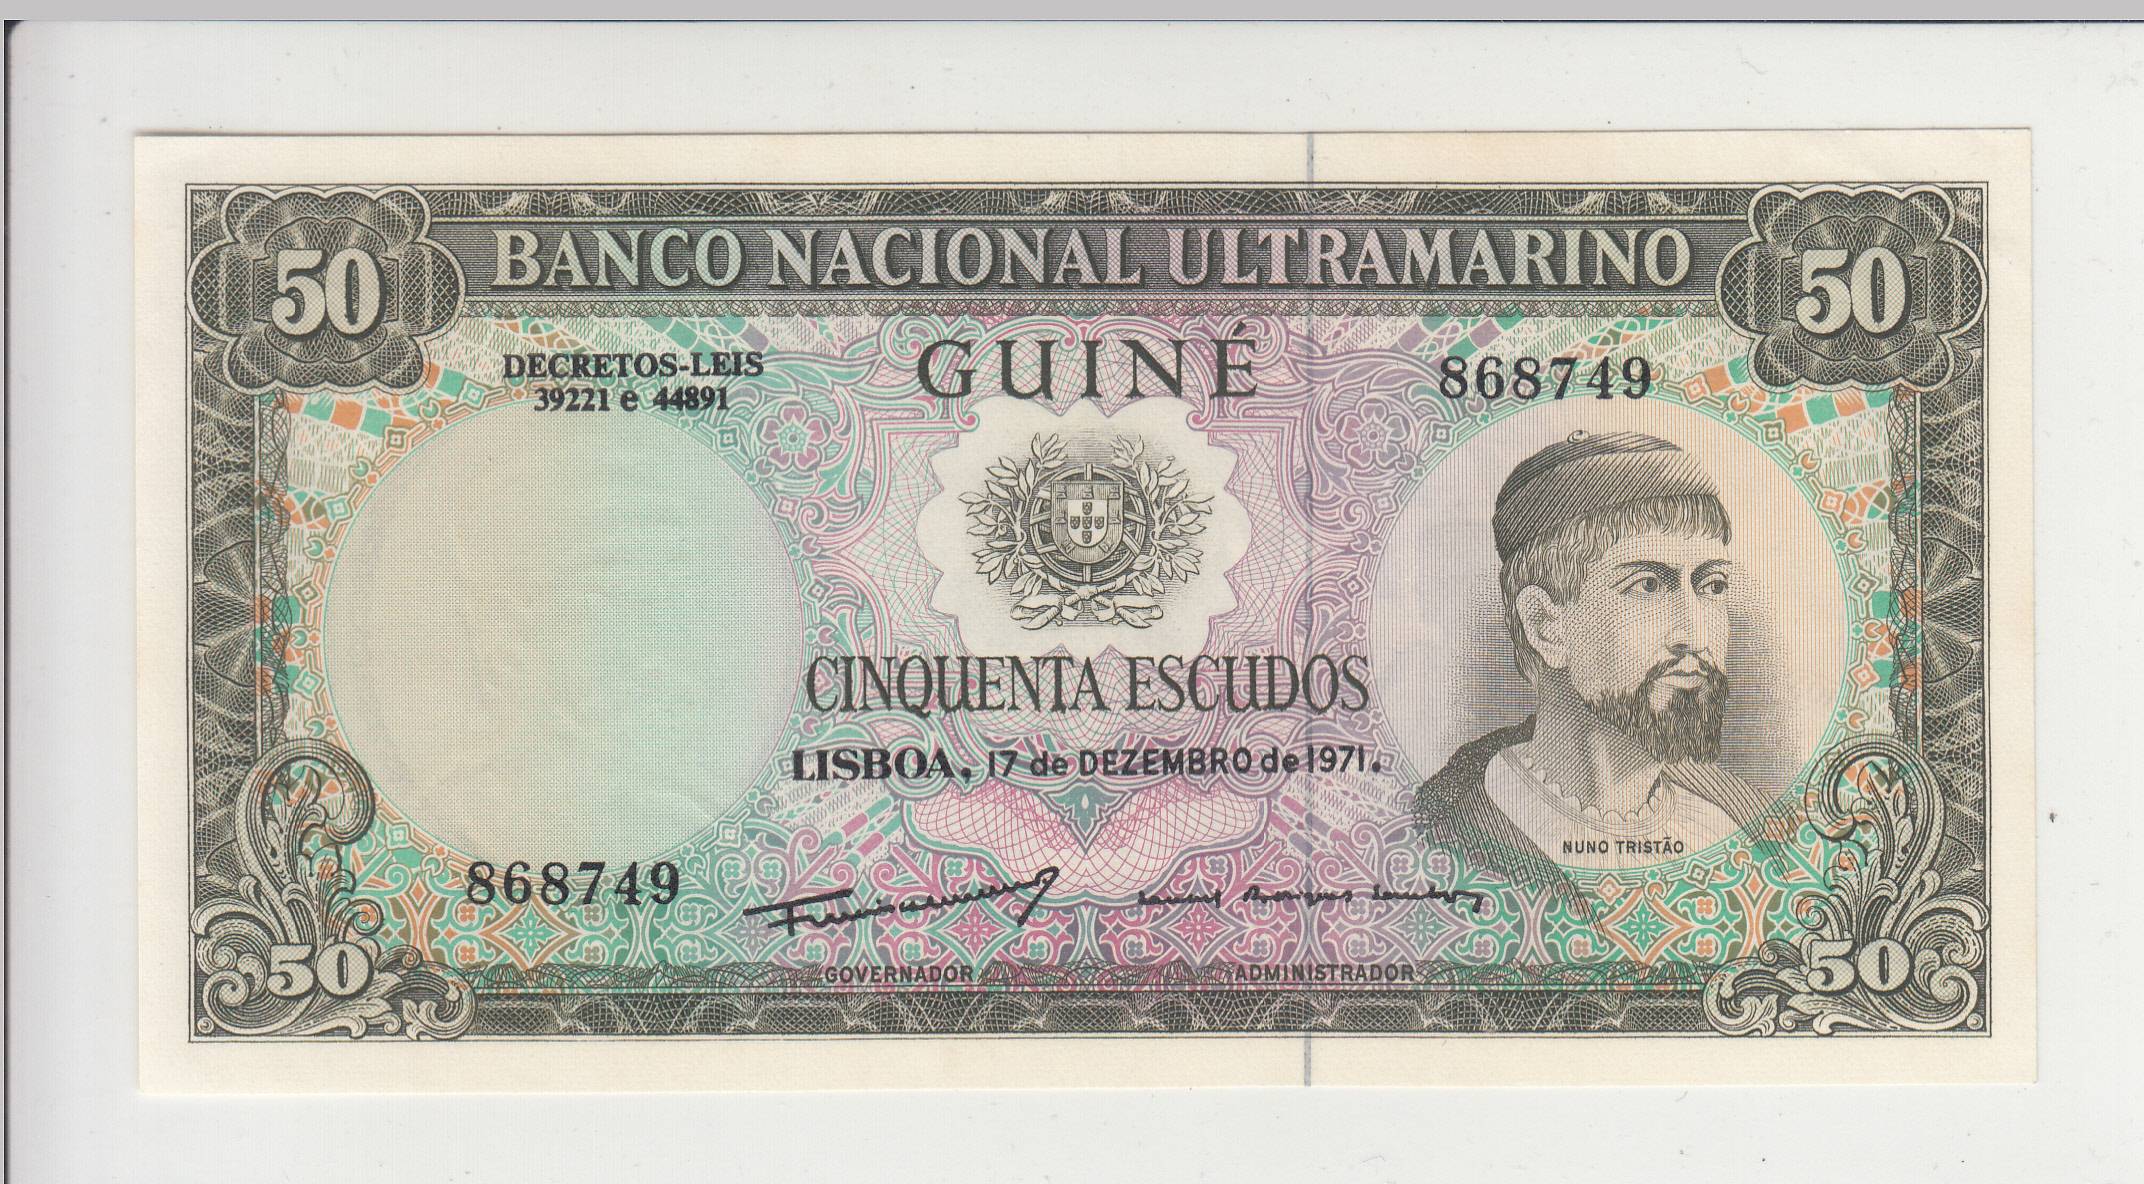 50 BANCO NACIONAL ULTRAMARINO 50
DECRETOS-LEIS
39221 e 44891
GUINÉ
868749
CINQUENTA ESCUDOS
LISBOA, 17 de DEZEMBRO de 1971.
NUNO TRISTÃO
868749
50 GOVERNADOR ADMINISTRADOR 50